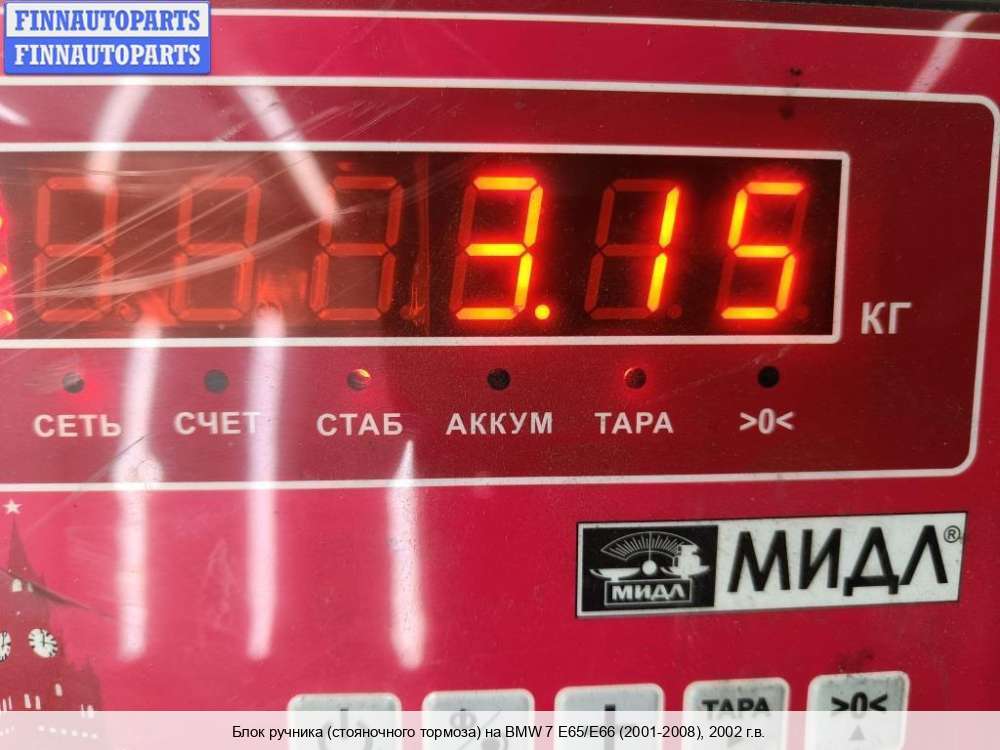 FINNAUTOPARTS
FINNAUTOPARTS
3.15
КГ
СЕТЬ СЧЕТ СТАБ АККУМ ТАРА >0<
МИДЛ МИДЛ®
ТАРА >0<
Блок ручника (стояночного тормоза) на BMW 7 E65/E66 (2001-2008), 2002 г.в.